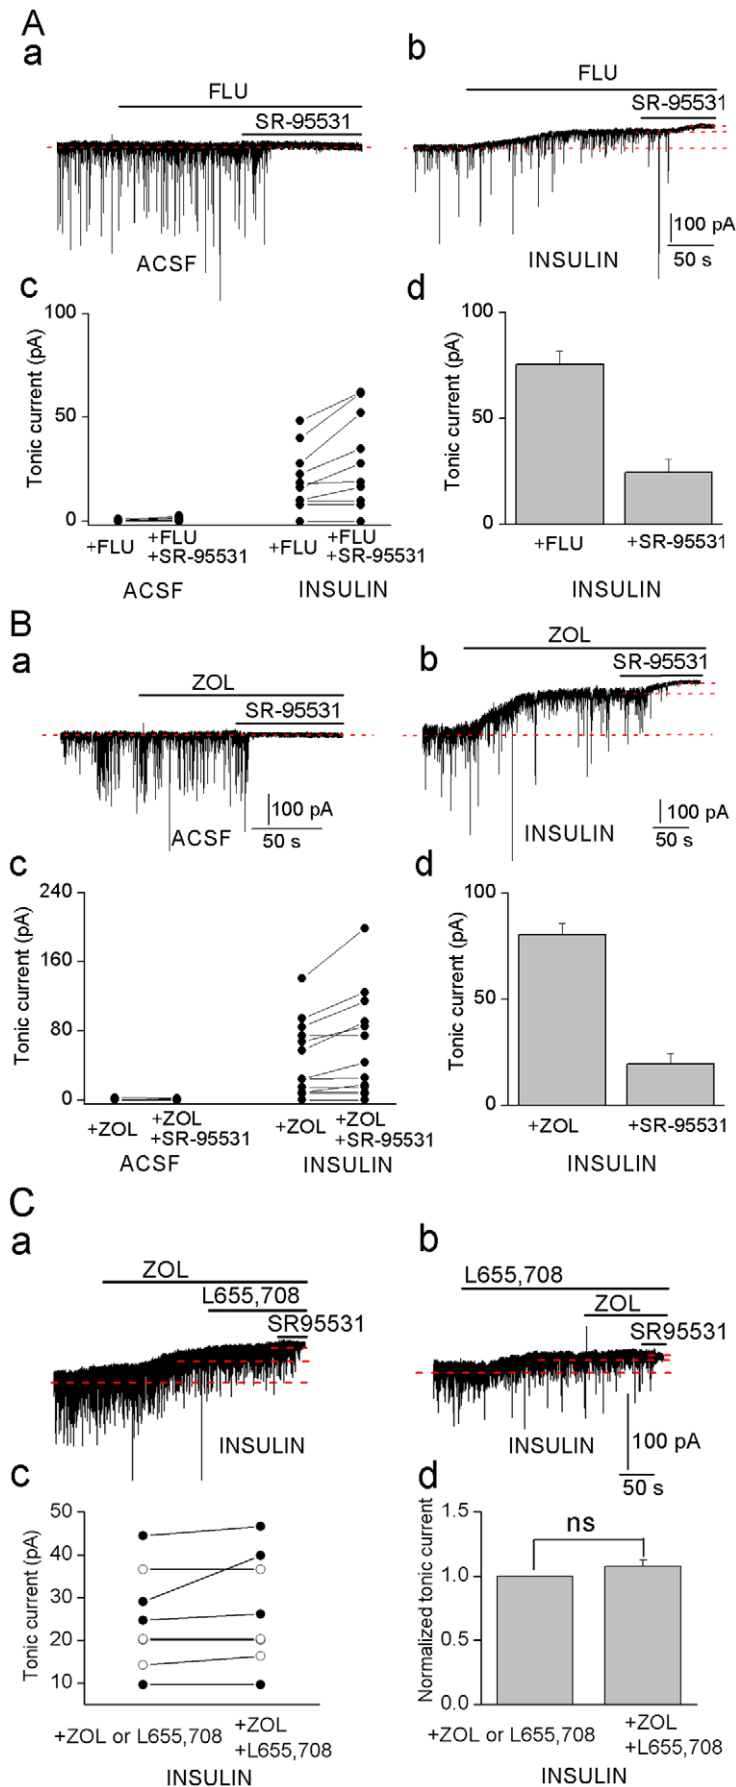 A
a
b
FLU
SR-95531
ACSF
FLU
SR-95531
INSULIN
100 pA
50 s
c
d
Tonic current (pA)
100
50
0
+FLU
+FLU
+SR-95531
ACSF
+FLU
+FLU
+SR-95531
INSULIN
Tonic current (pA)
100
50
0
+FLU
+SR-95531
INSULIN
B
a
b
ZOL
SR-95531
ACSF
100 pA
50 s
ZOL
SR-95531
INSULIN
100 pA
50 s
c
d
Tonic current (pA)
240
160
80
0
+ZOL
+ZOL
+SR-95531
ACSF
+ZOL
+ZOL
+SR-95531
INSULIN
Tonic current (pA)
100
50
0
+ZOL
+SR-95531
INSULIN
C
a
b
ZOL
L655,708
SR95531
INSULIN
L655,708
ZOL
SR95531
INSULIN
100 pA
50 s
c
d
Tonic current (pA)
50
40
30
20
10
+ZOL or L655,708
+ZOL
+L655,708
INSULIN
Normalized tonic current
1.5
1.0
0.5
0.0
ns
+ZOL or L655,708
+ZOL
+L655,708
INSULIN